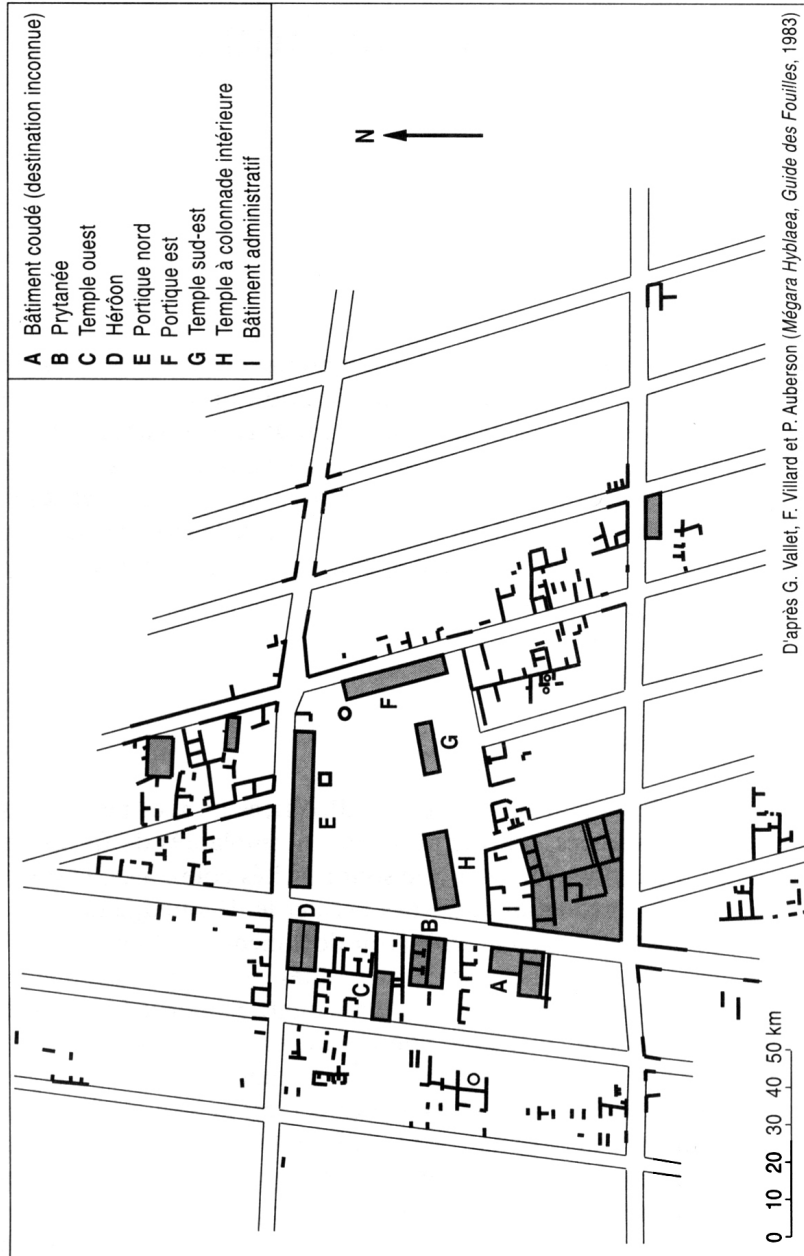 A Bâtiment coudé (destination inconnue)
B Prytanée
C Temple ouest
D Hérôon
E Portique nord
F Portique est
G Temple sud-est
H Temple à colonnade intérieure
I Bâtiment administratif
N
D
E
F
C
B
G
H
A
I
0 10 20 30 40 50 km
D'après G. Vallet, F. Villard et P. Auberson (Mégara Hyblaea, Guide des Fouilles, 1983)